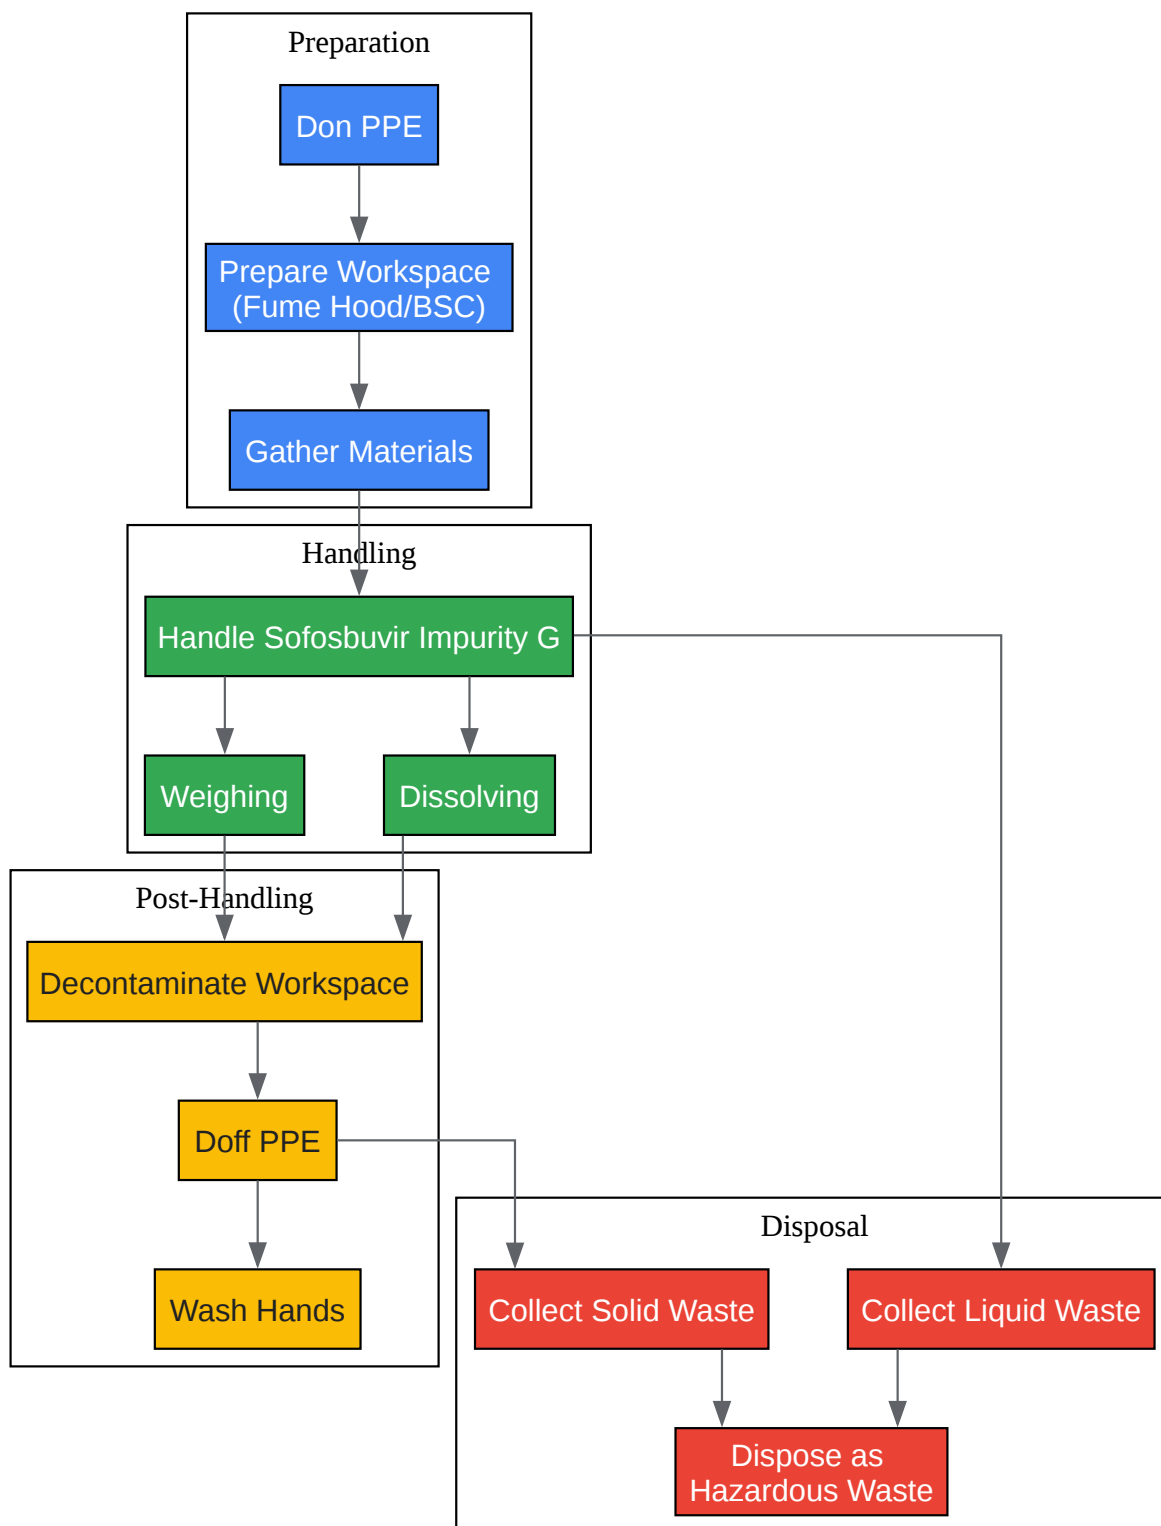 Preparation
Don PPE
Prepare Workspace
(Fume Hood/BSC)
Gather Materials
Handling
Handle Sofosbuvir Impurity G
Weighing
Dissolving
Post-Handling
Decontaminate Workspace
Doff PPE
Wash Hands
Disposal
Collect Solid Waste
Collect Liquid Waste
Dispose as
Hazardous Waste